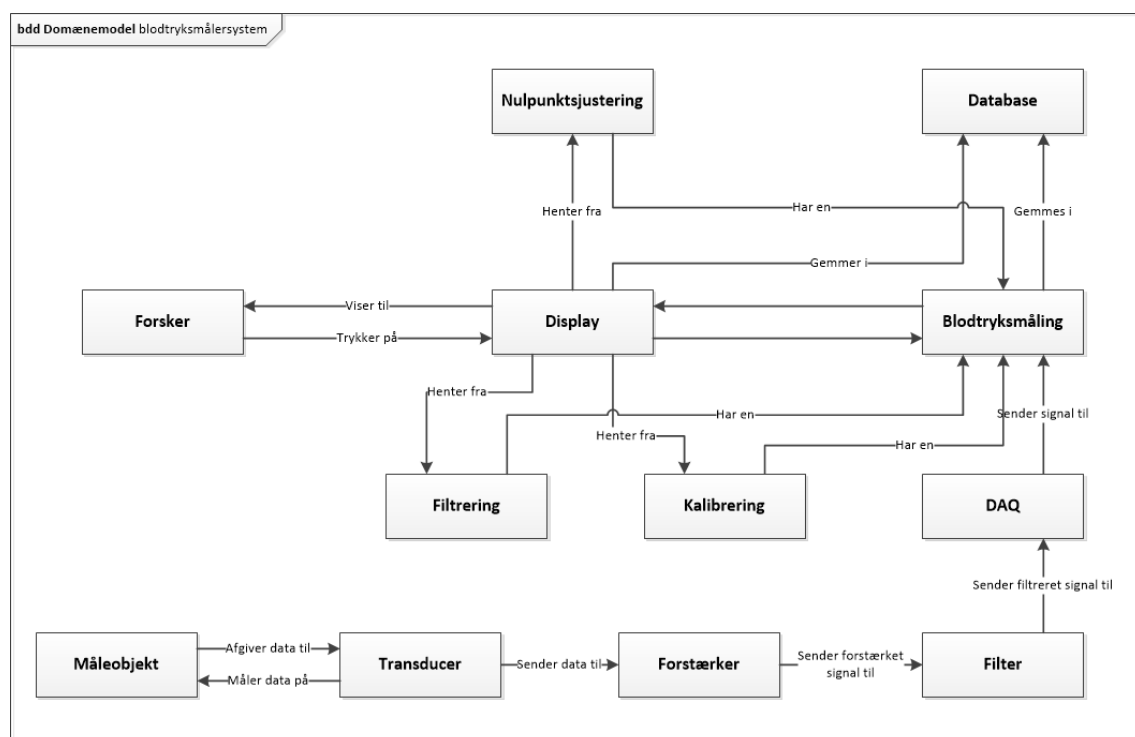 bdd Domænemodel blodtryksmålersystem
Nulpunktsjustering
Database
Henter fra
Har en
Gemmes i
Gemmer i
Forsker
Viser til
Trykker på
Display
Blodtryksmåling
Henter fra
Har en
Sender signal til
Henter fra
Har en
Filtrering
Kalibrering
DAQ
Sender filtreret signal til
Måleobjekt
Afgiver data til
Måler data på
Transducer
Sender data til
Forstærker
Sender forstærket
signal til
Filter